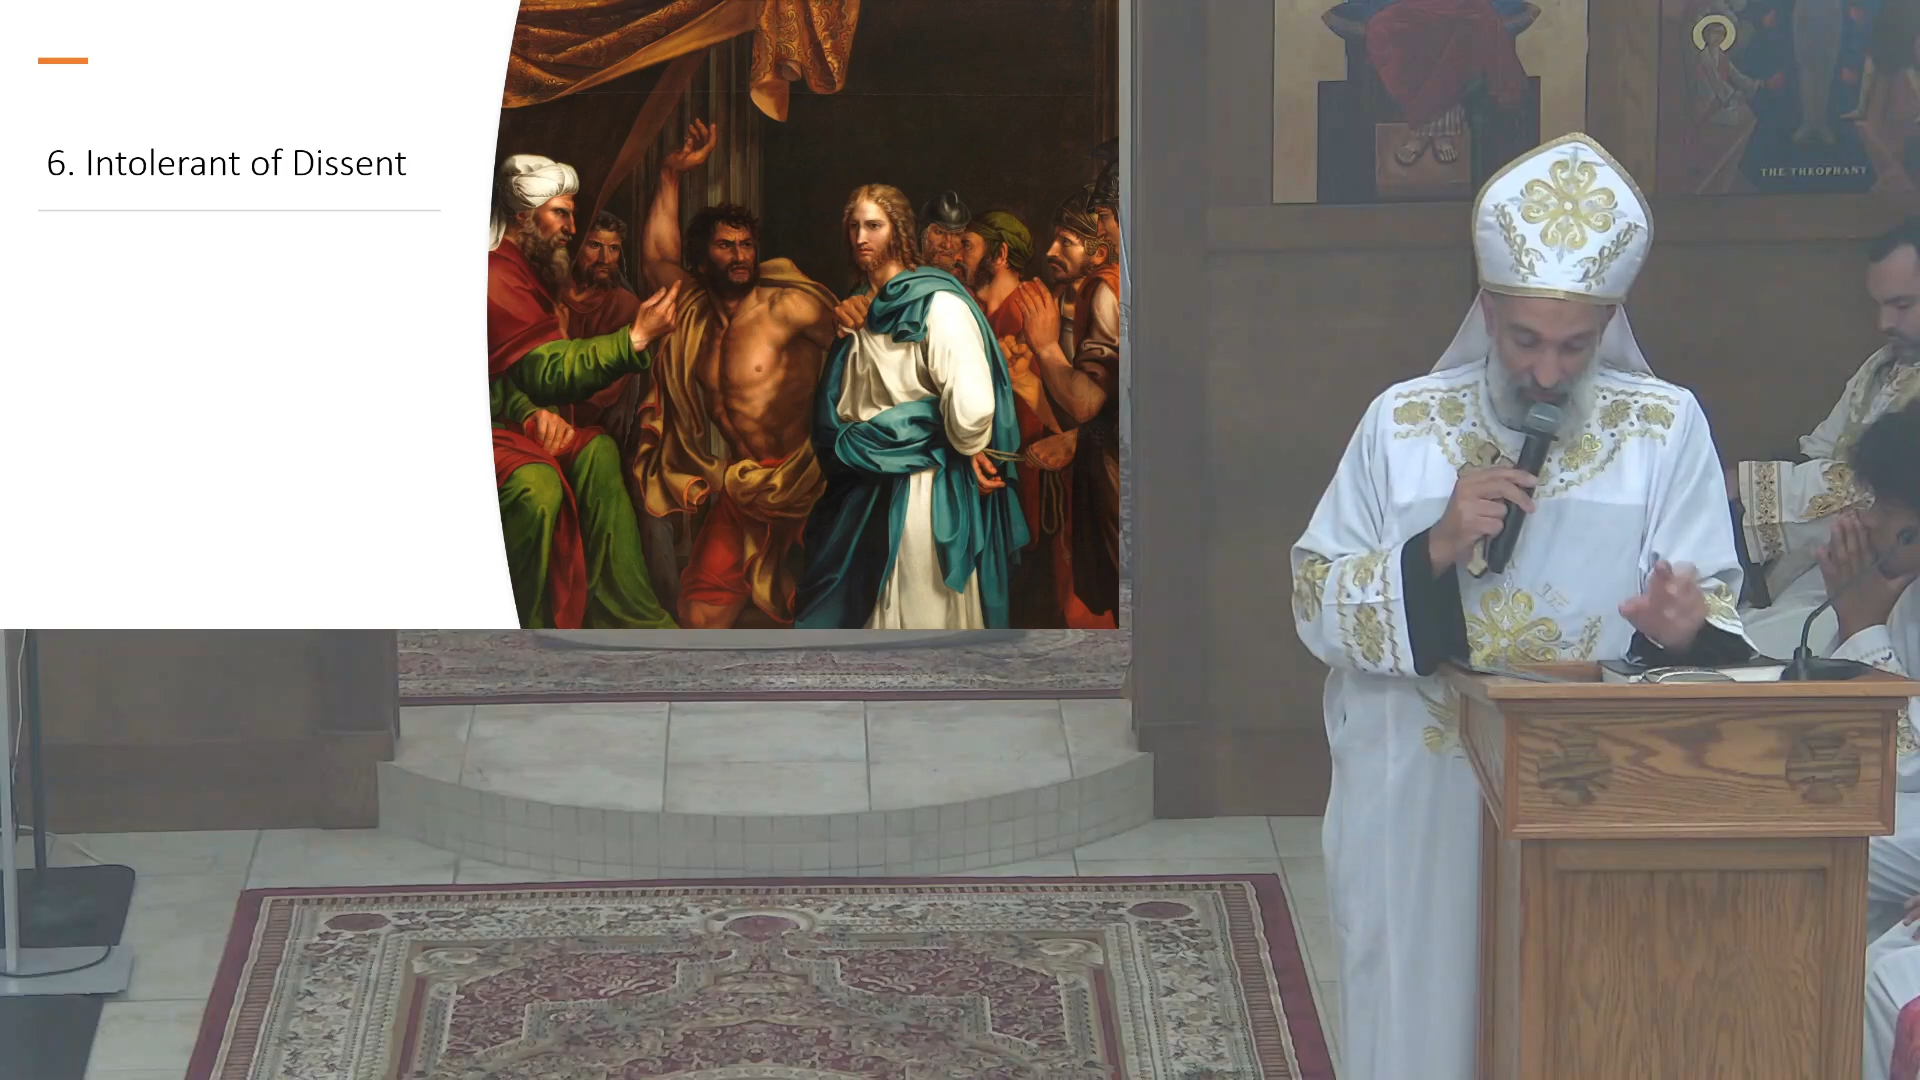 6. Intolerant of Dissent
THE THEOPHANY